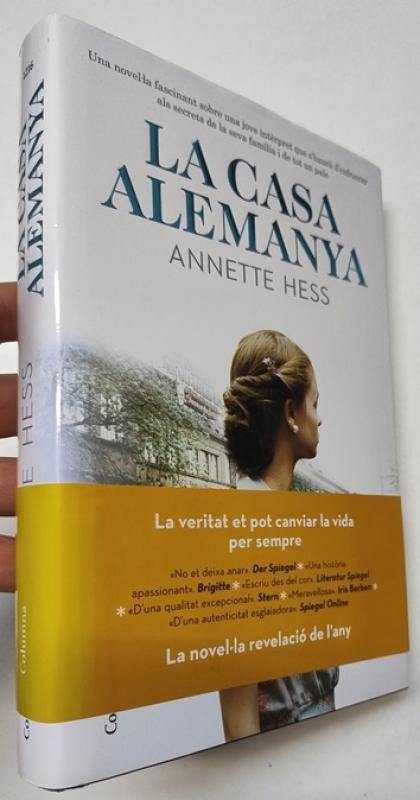 Una novel·la fascinant sobre una jove intèrpret que s'haurà d'enfrontar
als secrets de la seva família i de tot un país
LA CASA
ALEMANYA
ANNETTE HESS
La veritat et pot canviar la vida
per sempre
«No et deixa anar». Der Spiegel * «Una història
apassionant». Brigitte * «Escriu des del cor». Literatur Spiegel
* «D'una qualitat excepcional». Stern * «Meravellosa». Iris Berben *
«D'una autenticitat esglaiadora». Spiegel Online
La novel·la revelació de l'any
Co
LA CASA
ALEMANYA
E HESS
Columna
Co